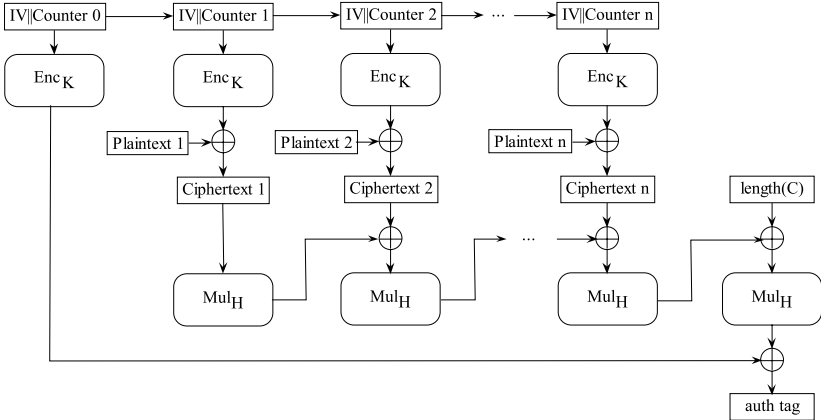 IV||Counter 0 IV||Counter 1 IV||Counter 2 ... IV||Counter n
EncK EncK EncK EncK
Plaintext 1 Plaintext 2 Plaintext n
Ciphertext 1 Ciphertext 2 Ciphertext n length(C)
...
MulH MulH MulH MulH
auth tag